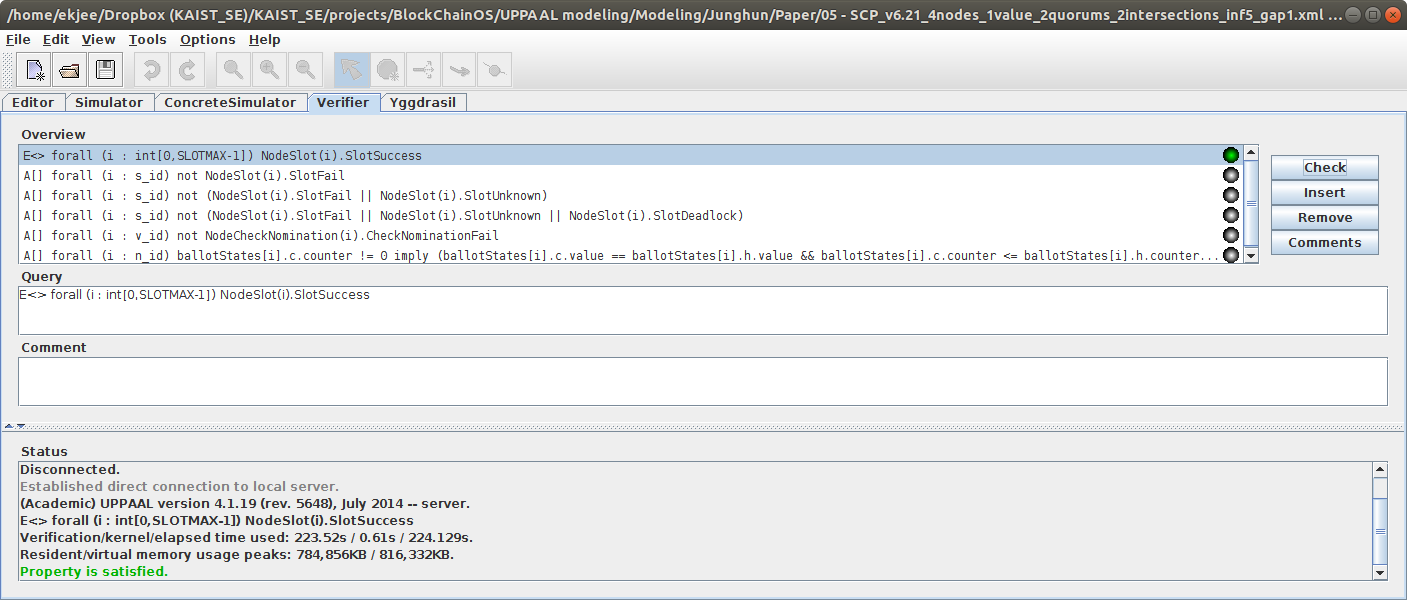 /home/ekjee/Dropbox (KAIST_SE)/KAIST_SE/projects/BlockChainOS/UPPAAL modeling/Modeling/Junghun/Paper/05 - SCP_v6.21_4nodes_1value_2quorums_2intersections_inf5_gap1.xml ...
File Edit View Tools Options Help
Editor Simulator ConcreteSimulator Verifier Yggdrasil
Overview
E<> forall (i : int[0,SLOTMAX-1]) NodeSlot(i).SlotSuccess
A[] forall (i : s_id) not NodeSlot(i).SlotFail
A[] forall (i : s_id) not (NodeSlot(i).SlotFail || NodeSlot(i).SlotUnknown)
A[] forall (i : s_id) not (NodeSlot(i).SlotFail || NodeSlot(i).SlotUnknown || NodeSlot(i).SlotDeadlock)
A[] forall (i : v_id) not NodeCheckNomination(i).CheckNominationFail
A[] forall (i : n_id) ballotStates[i].c.counter != 0 imply (ballotStates[i].c.value == ballotStates[i].h.value && ballotStates[i].c.counter <= ballotStates[i].h.counter...
Check
Insert
Remove
Comments
Query
E<> forall (i : int[0,SLOTMAX-1]) NodeSlot(i).SlotSuccess
Comment
Status
Disconnected.
Established direct connection to local server.
(Academic) UPPAAL version 4.1.19 (rev. 5648), July 2014 -- server.
E<> forall (i : int[0,SLOTMAX-1]) NodeSlot(i).SlotSuccess
Verification/kernel/elapsed time used: 223.52s / 0.61s / 224.129s.
Resident/virtual memory usage peaks: 784,856KB / 816,332KB.
Property is satisfied.